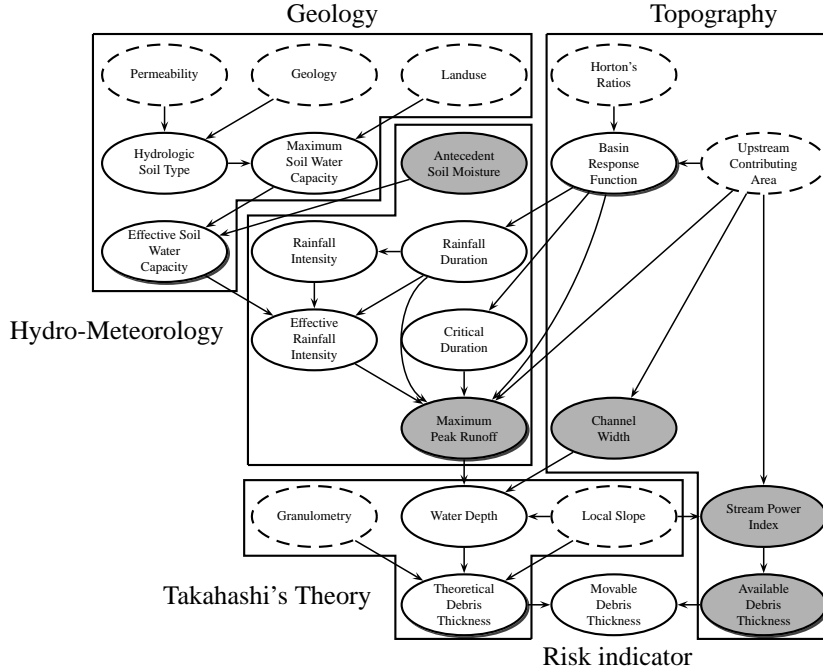 Geology
Topography
Permeability
Geology
Landuse
Horton's
Ratios
Hydrologic
Soil Type
Maximum
Soil Water
Capacity
Antecedent
Soil Moisture
Basin
Response
Function
Upstream
Contributing
Area
Effective Soil
Water
Capacity
Rainfall
Intensity
Rainfall
Duration
Hydro-Meteorology
Effective
Rainfall
Intensity
Critical
Duration
Maximum
Peak Runoff
Channel
Width
Granulometry
Water Depth
Local Slope
Stream Power
Index
Takahashi's Theory
Theoretical
Debris
Thickness
Movable
Debris
Thickness
Available
Debris
Thickness
Risk indicator